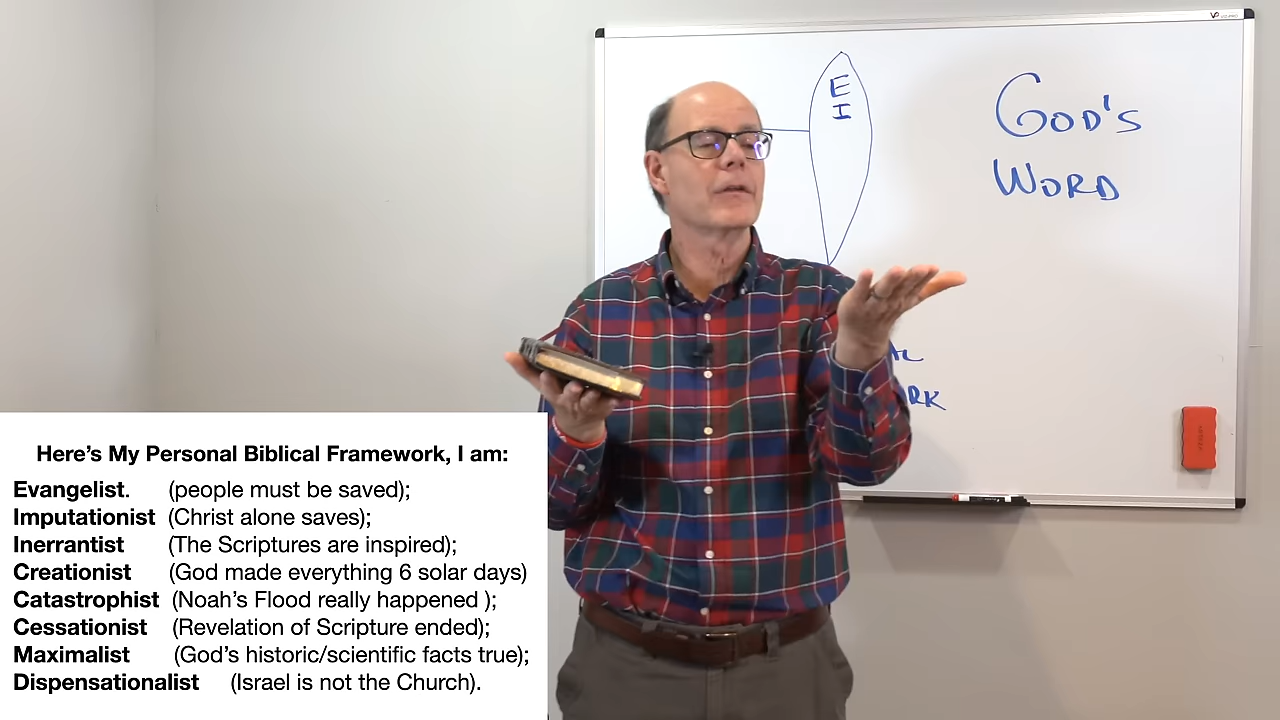 E
I
GOD'S
WORD
Here's My Personal Biblical Framework, I am:
Evangelist. (people must be saved);
Imputationist (Christ alone saves);
Inerrantist (The Scriptures are inspired);
Creationist (God made everything 6 solar days)
Catastrophist (Noah's Flood really happened );
Cessationist (Revelation of Scripture ended);
Maximalist (God's historic/scientific facts true);
Dispensationalist (Israel is not the Church).